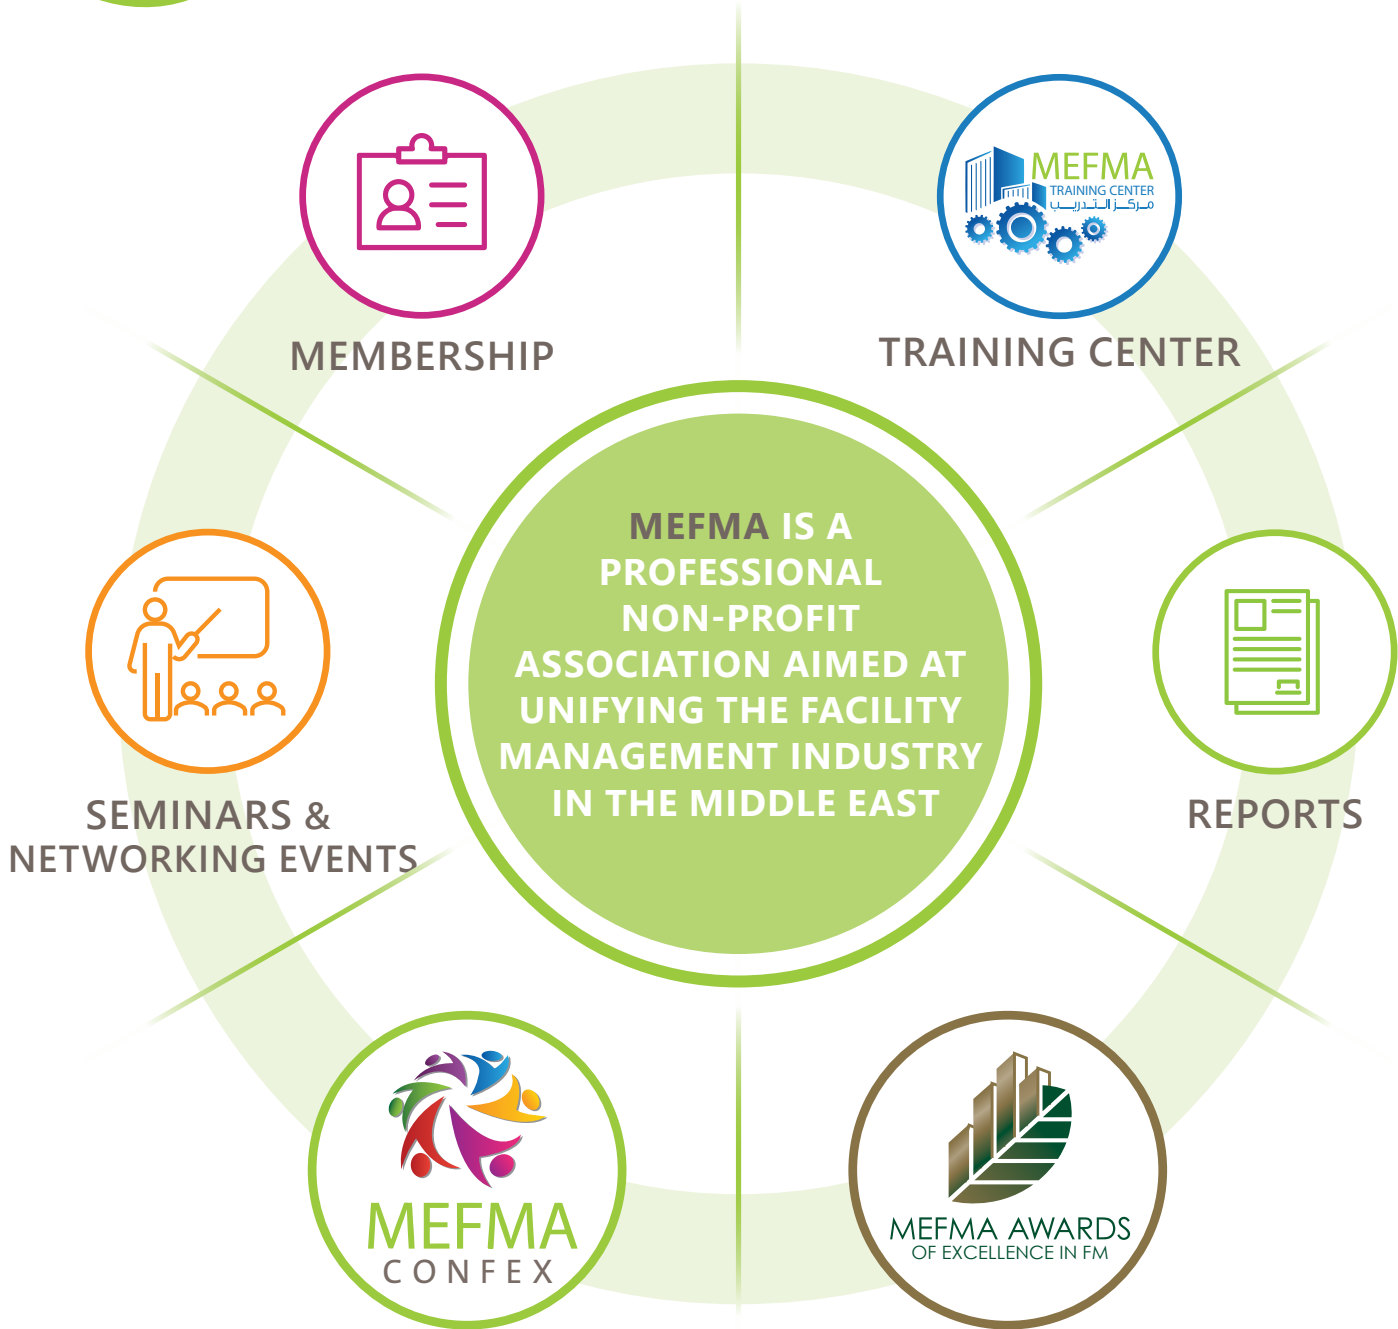 MEMBERSHIP
MEFMA
TRAINING CENTER
مركز التدريب
TRAINING CENTER
MEFMA IS A
PROFESSIONAL
NON-PROFIT
ASSOCIATION AIMED AT
UNIFYING THE FACILITY
MANAGEMENT INDUSTRY
IN THE MIDDLE EAST
SEMINARS &
NETWORKING EVENTS
REPORTS
MEFMA
CONFEX
MEFMA AWARDS
OF EXCELLENCE IN FM